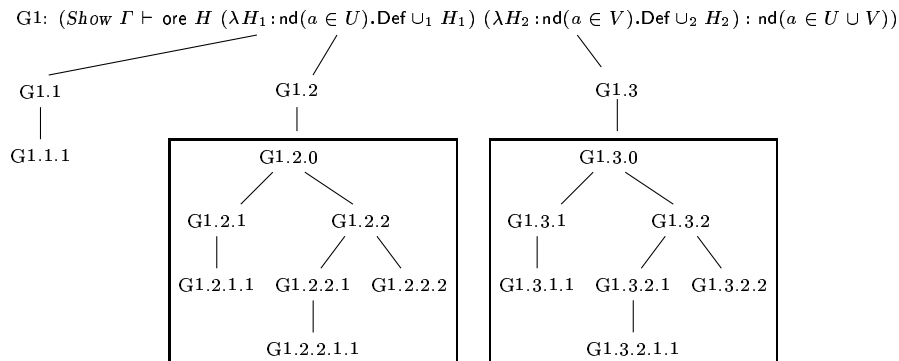 G1: (Show Γ ⊢ ore H (λH₁:nd(a ∈ U).Def ∪₁ H₁) (λH₂:nd(a ∈ V).Def ∪₂ H₂) : nd(a ∈ U ∪ V))
G1.1 G1.2 G1.3
G1.1.1 G1.2.0 G1.3.0
G1.2.1 G1.2.2 G1.3.1 G1.3.2
G1.2.1.1 G1.2.2.1 G1.2.2.2 G1.3.1.1 G1.3.2.1 G1.3.2.2
G1.2.2.1.1 G1.3.2.1.1